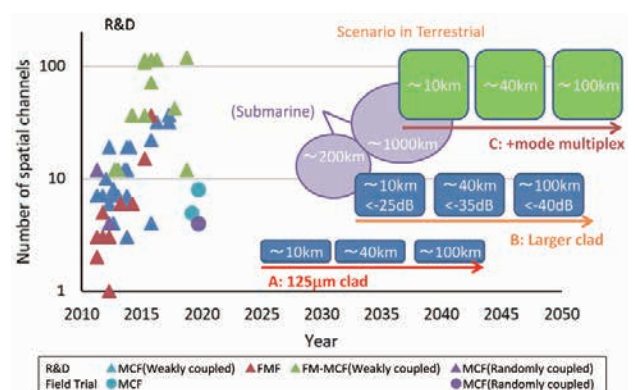 R&D
Scenario in Terrestrial
Number of spatial channels
100
10
1
(Submarine)
~200km
~1000km
~10km
~40km
~100km
C: +mode multiplex
~10km
<-25dB
~40km
<-35dB
~100km
<-40dB
B: Larger clad
~10km
~40km
~100km
A: 125μm clad
2010
2015
2020
2025
2030
2035
2040
2045
2050
Year
R&D MCF(Weakly coupled) FMF FM-MCF(Weakly coupled) MCF(Randomly coupled)
Field Trial MCF MCF(Randomly coupled)